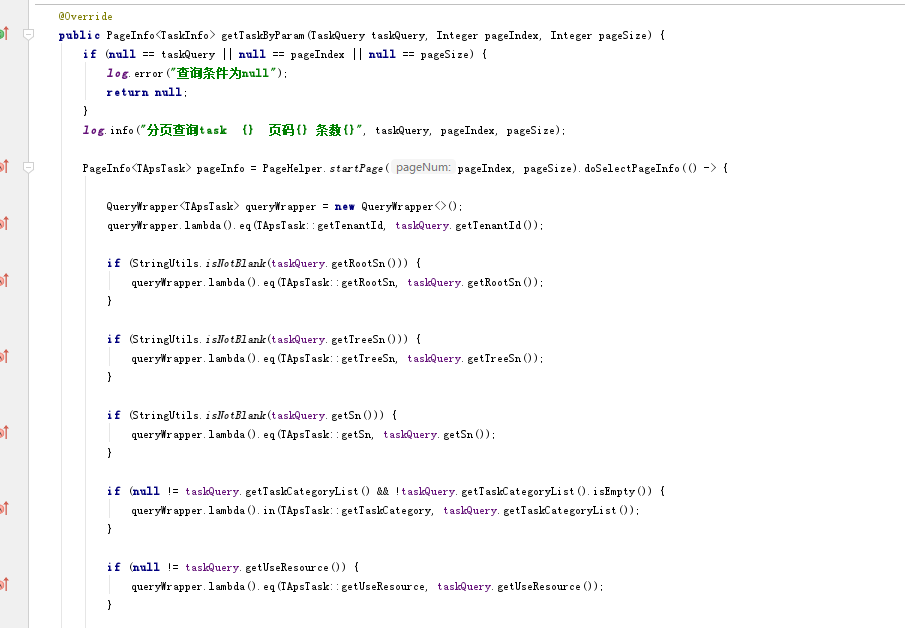 @Override
public PageInfo<TaskInfo> getTaskByParam(TaskQuery taskQuery, Integer pageIndex, Integer pageSize) {
if (null == taskQuery || null == pageIndex || null == pageSize) {
log.error("查询条件为null");
return null;
}
log.info("分页查询task  {}  页码{} 条数{}", taskQuery, pageIndex, pageSize);
PageInfo<TApsTask> pageInfo = PageHelper.startPage( pageNum: pageIndex, pageSize).doSelectPageInfo(() -> {
QueryWrapper<TApsTask> queryWrapper = new QueryWrapper<>();
queryWrapper.lambda().eq(TApsTask::getTenantId, taskQuery.getTenantId());
if (StringUtils.isNotBlank(taskQuery.getRootSn())) {
queryWrapper.lambda().eq(TApsTask::getRootSn, taskQuery.getRootSn());
}
if (StringUtils.isNotBlank(taskQuery.getTreeSn())) {
queryWrapper.lambda().eq(TApsTask::getTreeSn, taskQuery.getTreeSn());
}
if (StringUtils.isNotBlank(taskQuery.getSn())) {
queryWrapper.lambda().eq(TApsTask::getSn, taskQuery.getSn());
}
if (null != taskQuery.getTaskCategoryList() && !taskQuery.getTaskCategoryList().isEmpty()) {
queryWrapper.lambda().in(TApsTask::getTaskCategory, taskQuery.getTaskCategoryList());
}
if (null != taskQuery.getUseResource()) {
queryWrapper.lambda().eq(TApsTask::getUseResource, taskQuery.getUseResource());
}